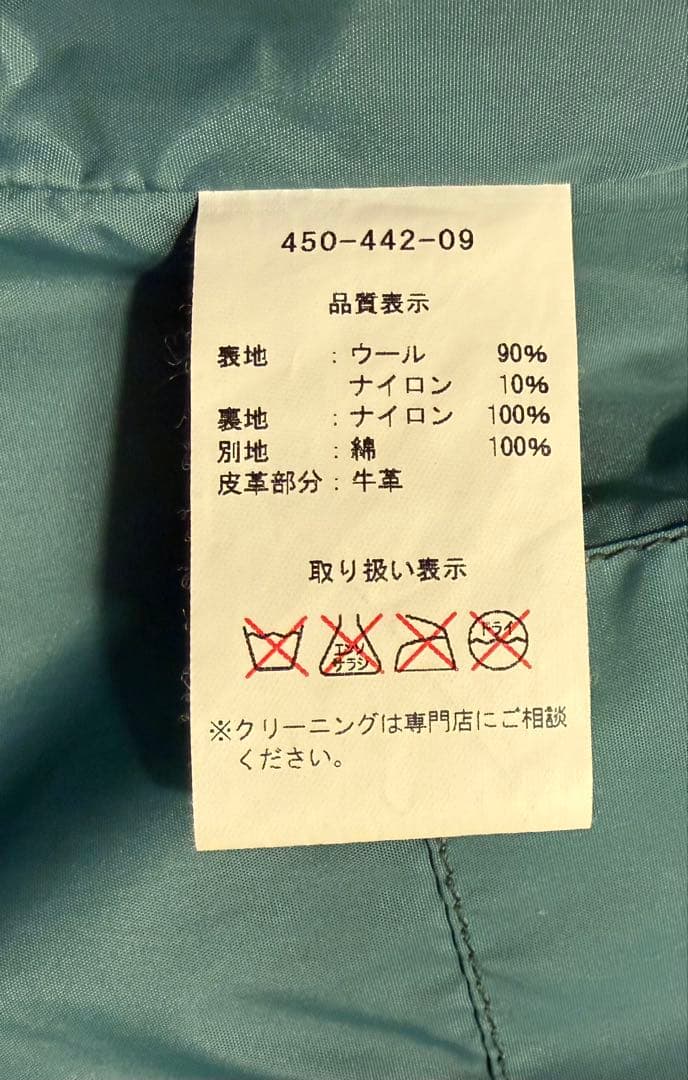 450-442-09
品質表示
表地 : ウール 90%
ナイロン 10%
裏地 : ナイロン 100%
別地 : 綿 100%
皮革部分 : 牛革
取り扱い表示
エンソ
サラシ
ドライ
※クリーニングは専門店にご相談
ください。